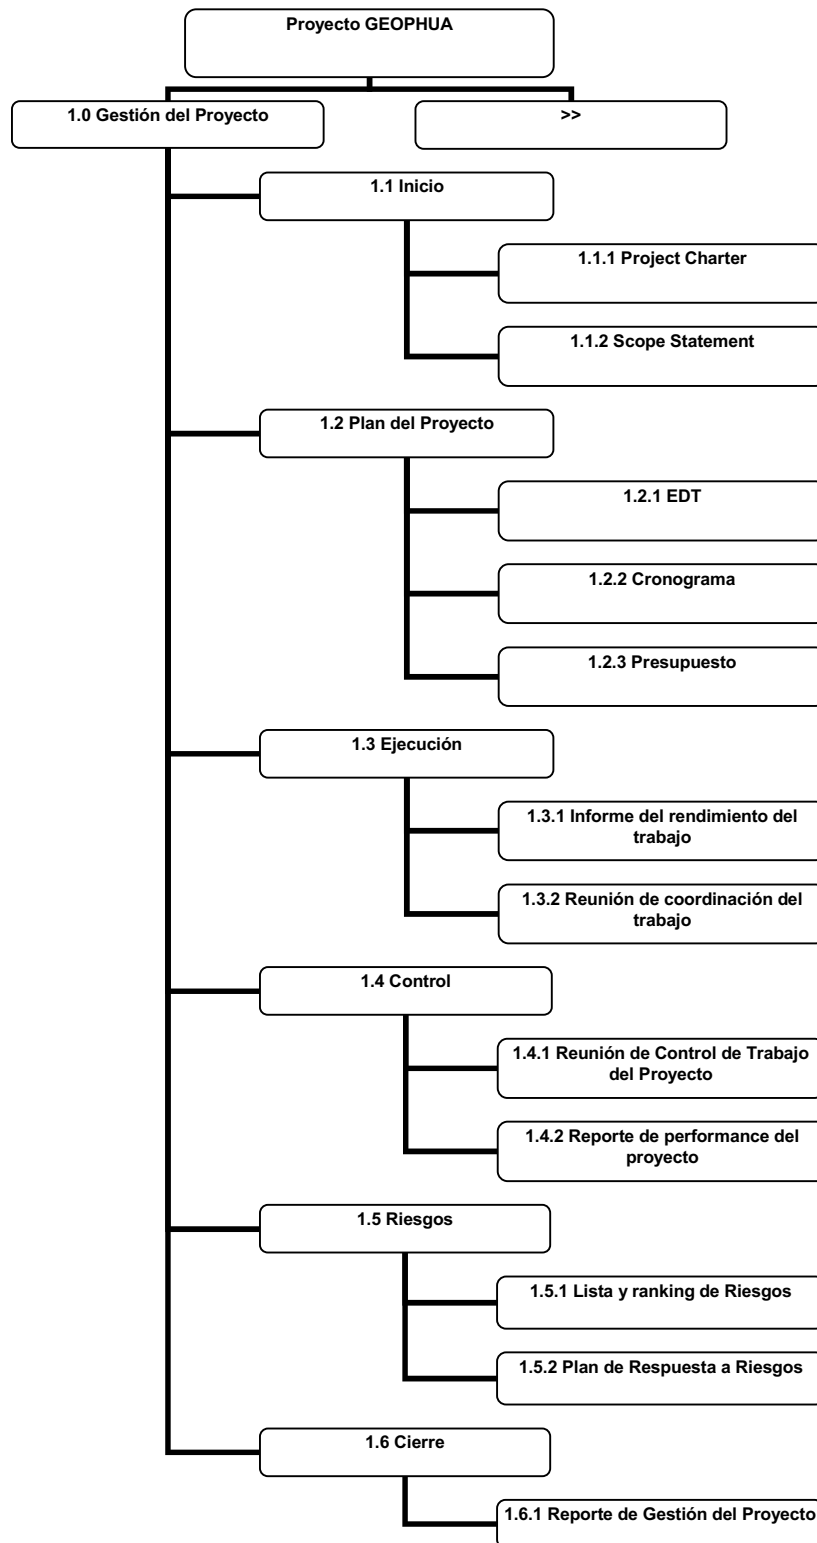 Proyecto GEOPHUA
1.0 Gestión del Proyecto
>>
1.1 Inicio
1.1.1 Project Charter
1.1.2 Scope Statement
1.2 Plan del Proyecto
1.2.1 EDT
1.2.2 Cronograma
1.2.3 Presupuesto
1.3 Ejecución
1.3.1 Informe del rendimiento del
trabajo
1.3.2 Reunión de coordinación del
trabajo
1.4 Control
1.4.1 Reunión de Control de Trabajo
del Proyecto
1.4.2 Reporte de performance del
proyecto
1.5 Riesgos
1.5.1 Lista y ranking de Riesgos
1.5.2 Plan de Respuesta a Riesgos
1.6 Cierre
1.6.1 Reporte de Gestión del Proyecto